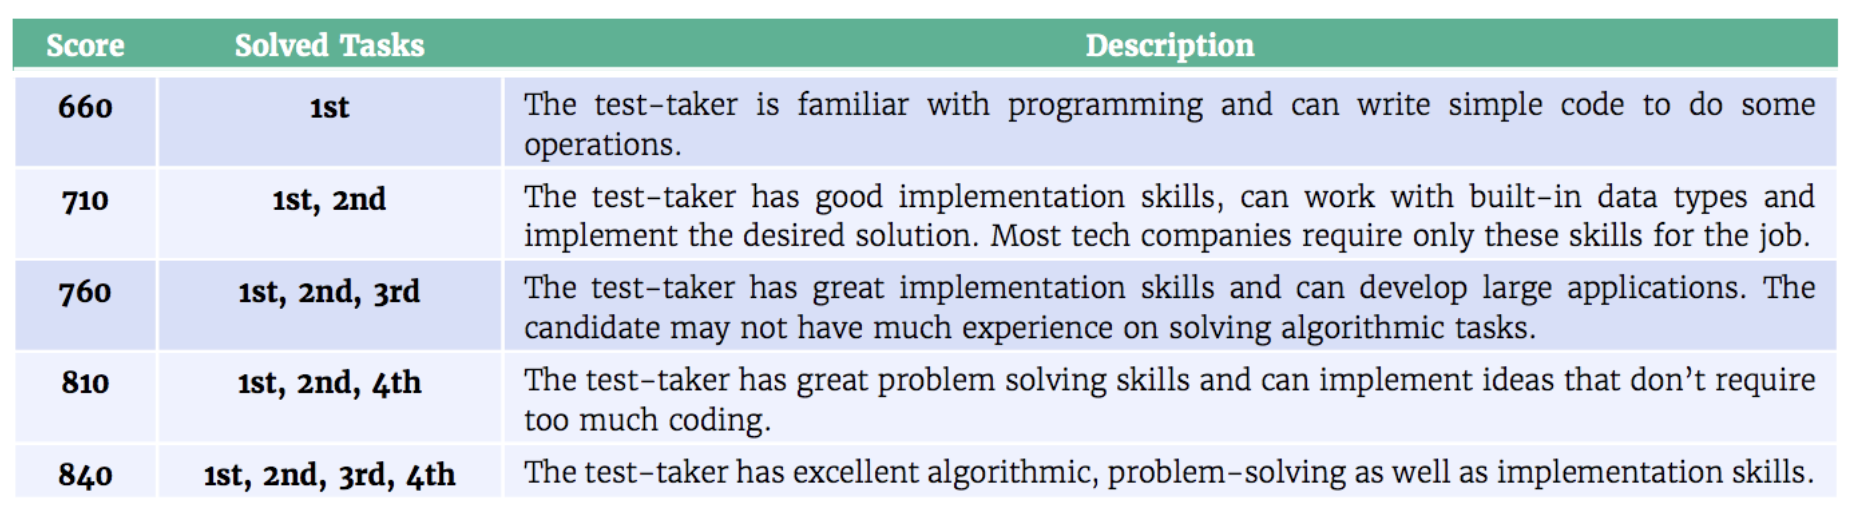 Score Solved Tasks Description
660 1st The test-taker is familiar with programming and can write simple code to do some
operations.
710 1st, 2nd The test-taker has good implementation skills, can work with built-in data types and
implement the desired solution. Most tech companies require only these skills for the job.
760 1st, 2nd, 3rd The test-taker has great implementation skills and can develop large applications. The
candidate may not have much experience on solving algorithmic tasks.
810 1st, 2nd, 4th The test-taker has great problem solving skills and can implement ideas that don’t require
too much coding.
840 1st, 2nd, 3rd, 4th The test-taker has excellent algorithmic, problem-solving as well as implementation skills.